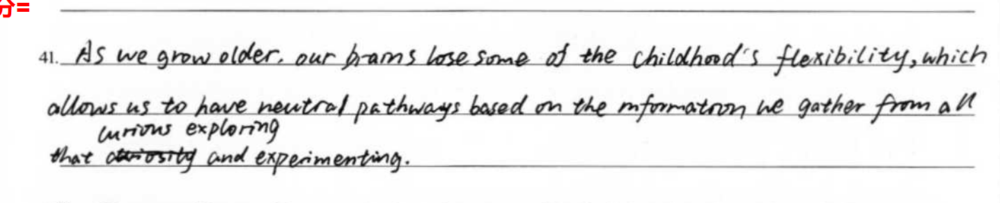 分=
41. As we grow older, our brains lose some of the childhood's flexibility, which
allows us to have neutral pathways based on the information we gather from all
curious exploring
that curiosity and experimenting.